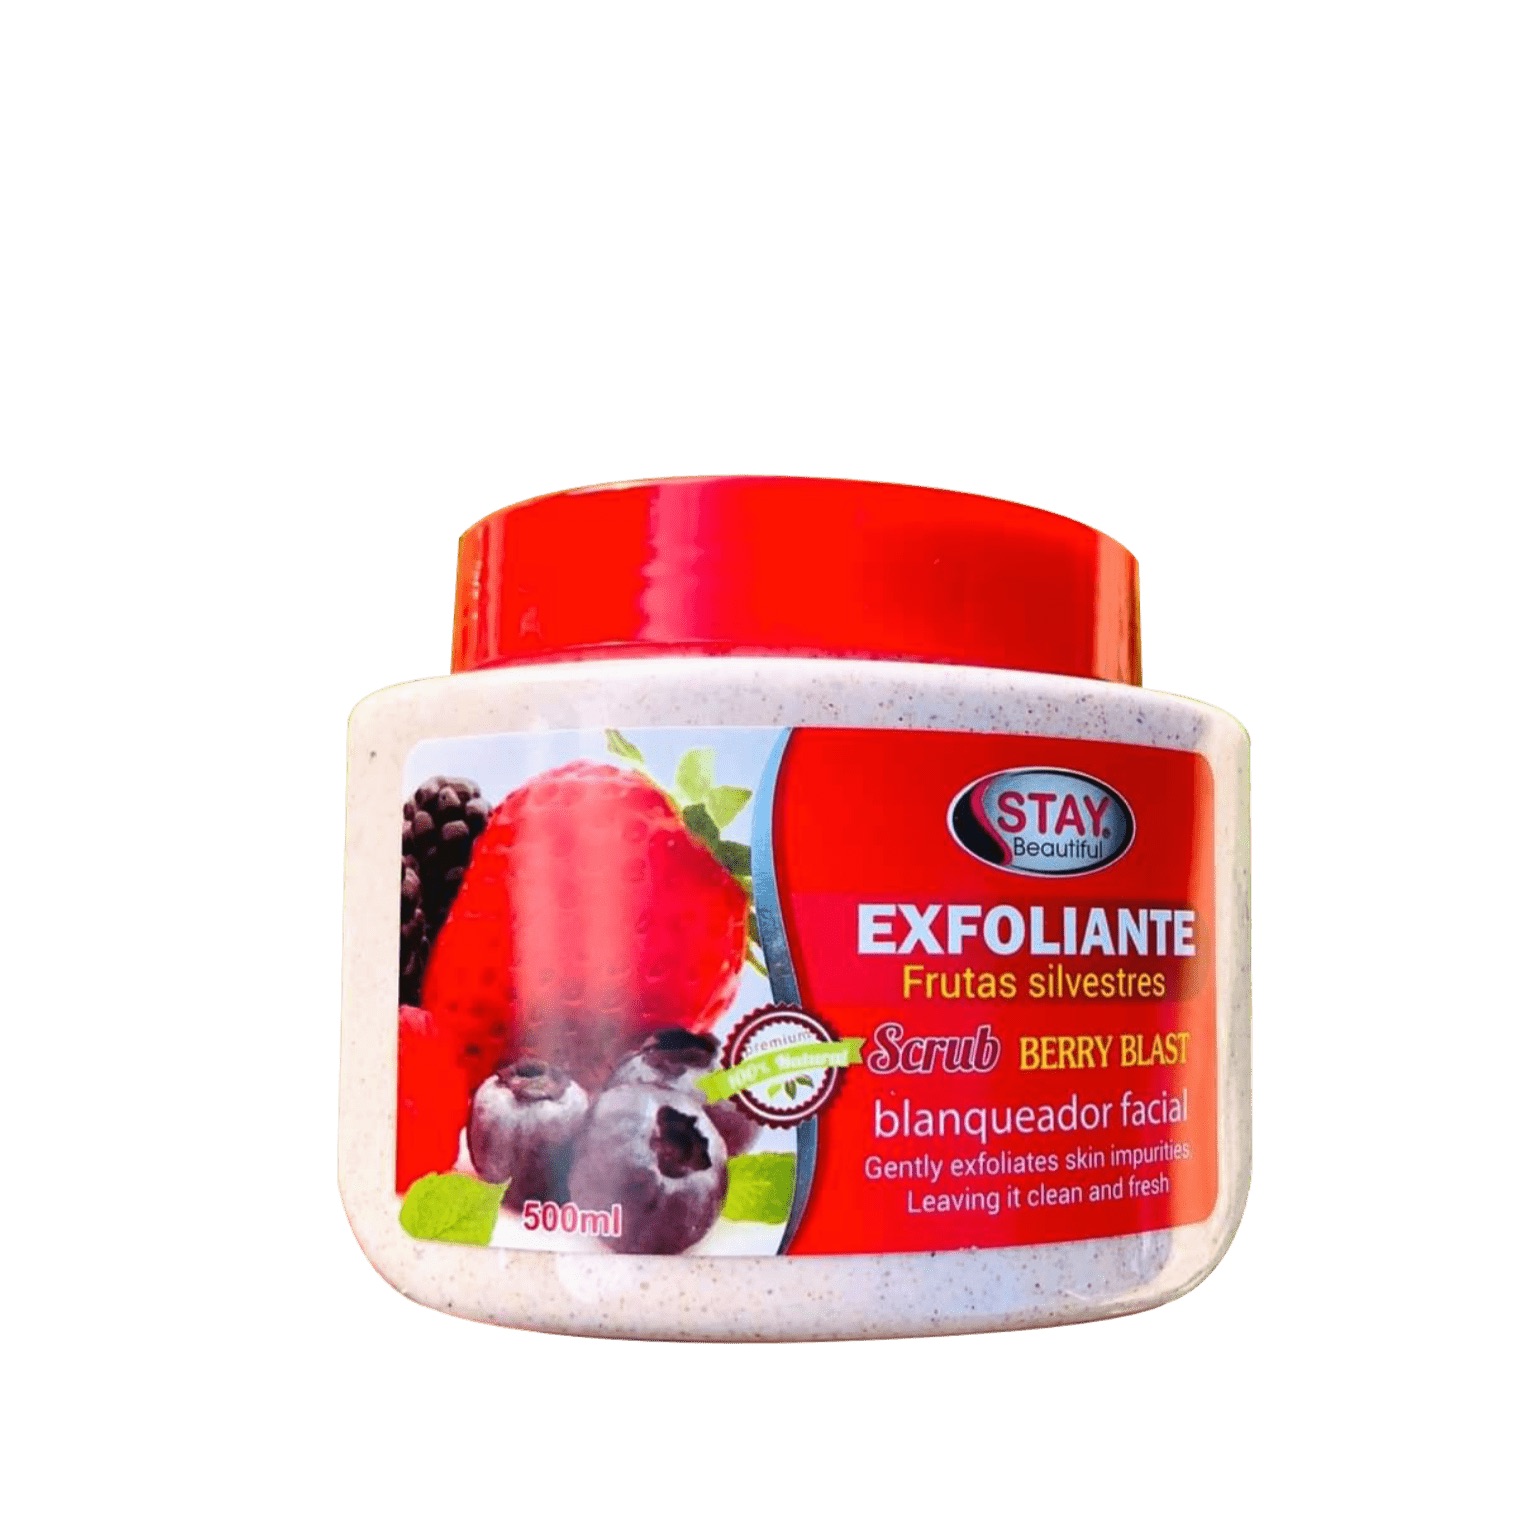 STAY®
Beautiful
EXFOLIANTE
Frutas silvestres
Scrub BERRY BLAST
premium
100% Natural
blanqueador facial
Gently exfoliates skin impurities
Leaving it clean and fresh
500ml